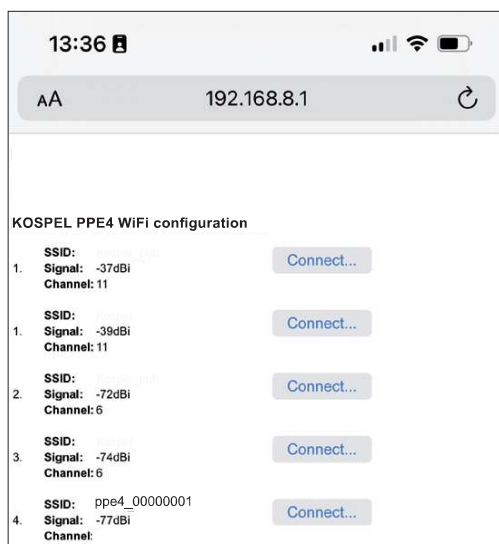 13:36
AA 192.168.8.1
KOSPEL PPE4 WiFi configuration
SSID:
1. Signal: -37dBi Connect...
Channel: 11
SSID:
1. Signal: -39dBi Connect...
Channel: 11
SSID:
2. Signal: -72dBi Connect...
Channel: 6
SSID:
3. Signal: -74dBi Connect...
Channel: 6
SSID: ppe4_00000001
4. Signal: -77dBi Connect...
Channel: